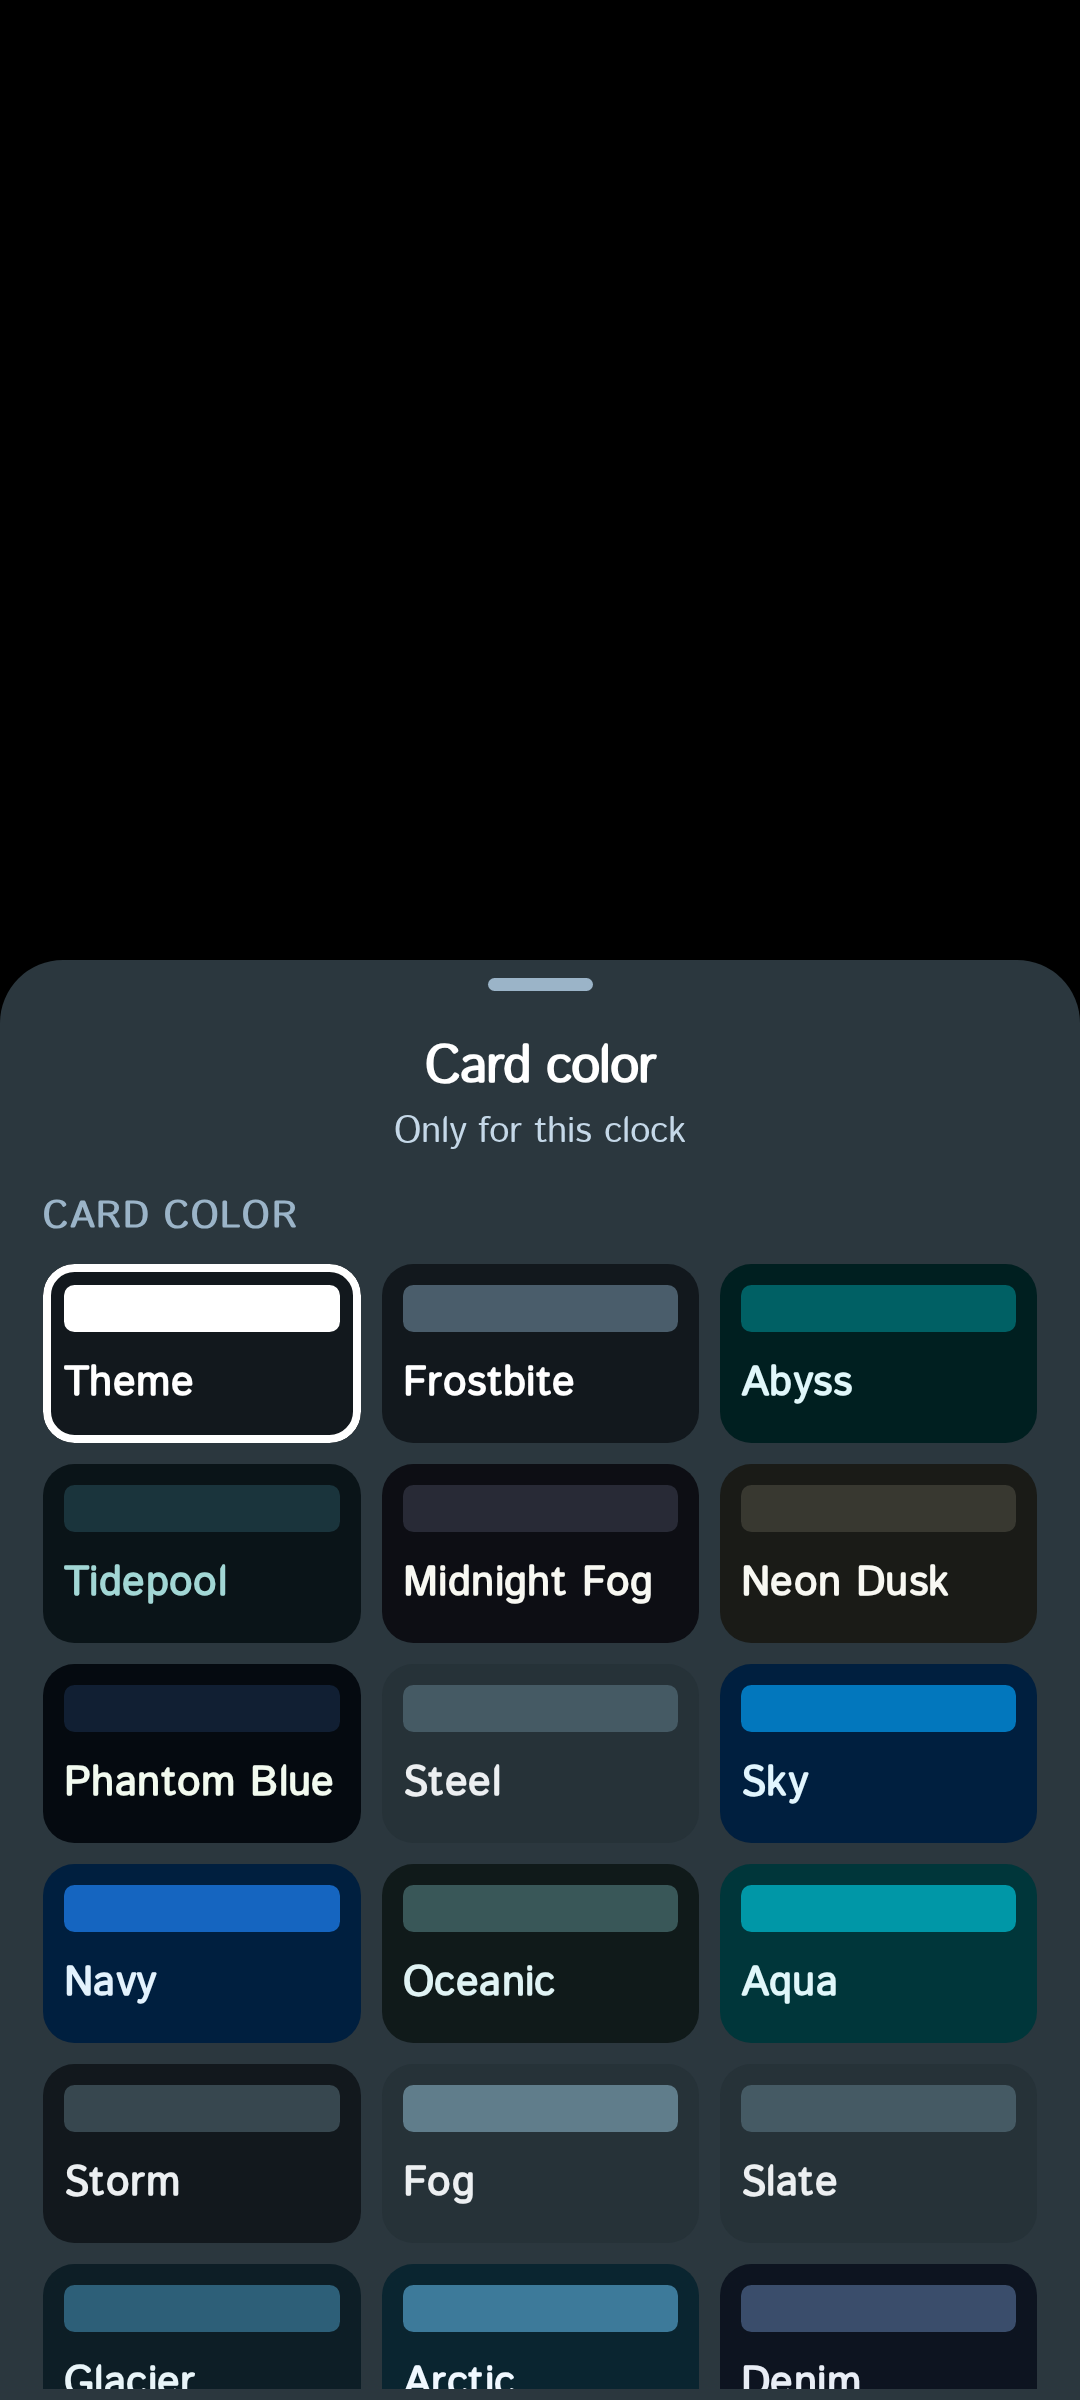 Card color
Only for this clock
CARD COLOR
Theme
Frostbite
Abyss
Tidepool
Midnight Fog
Neon Dusk
Phantom Blue
Steel
Sky
Navy
Oceanic
Aqua
Storm
Fog
Slate
Glacier
Arctic
Denim